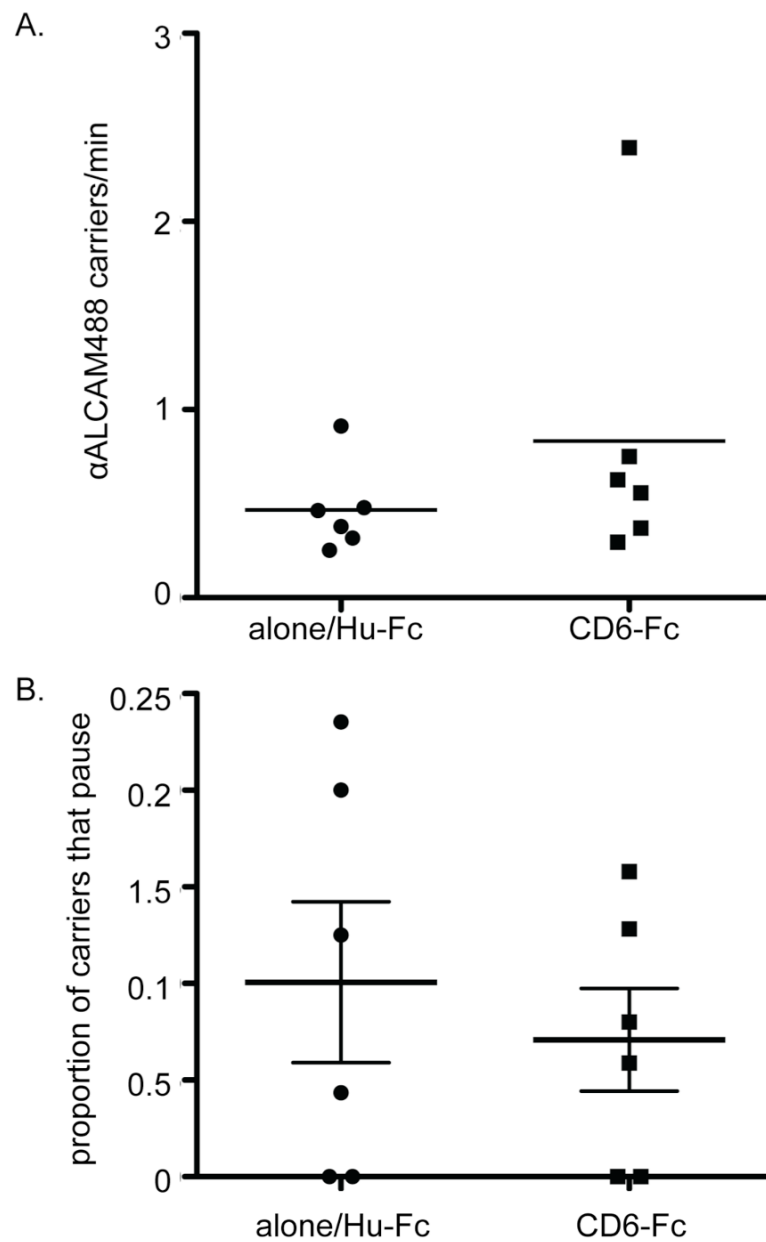 A.
αALCAM488 carriers/min
3
2
1
0
alone/Hu-Fc CD6-Fc
B.
proportion of carriers that pause
0.25
0.2
1.5
0.1
0.5
0
alone/Hu-Fc CD6-Fc